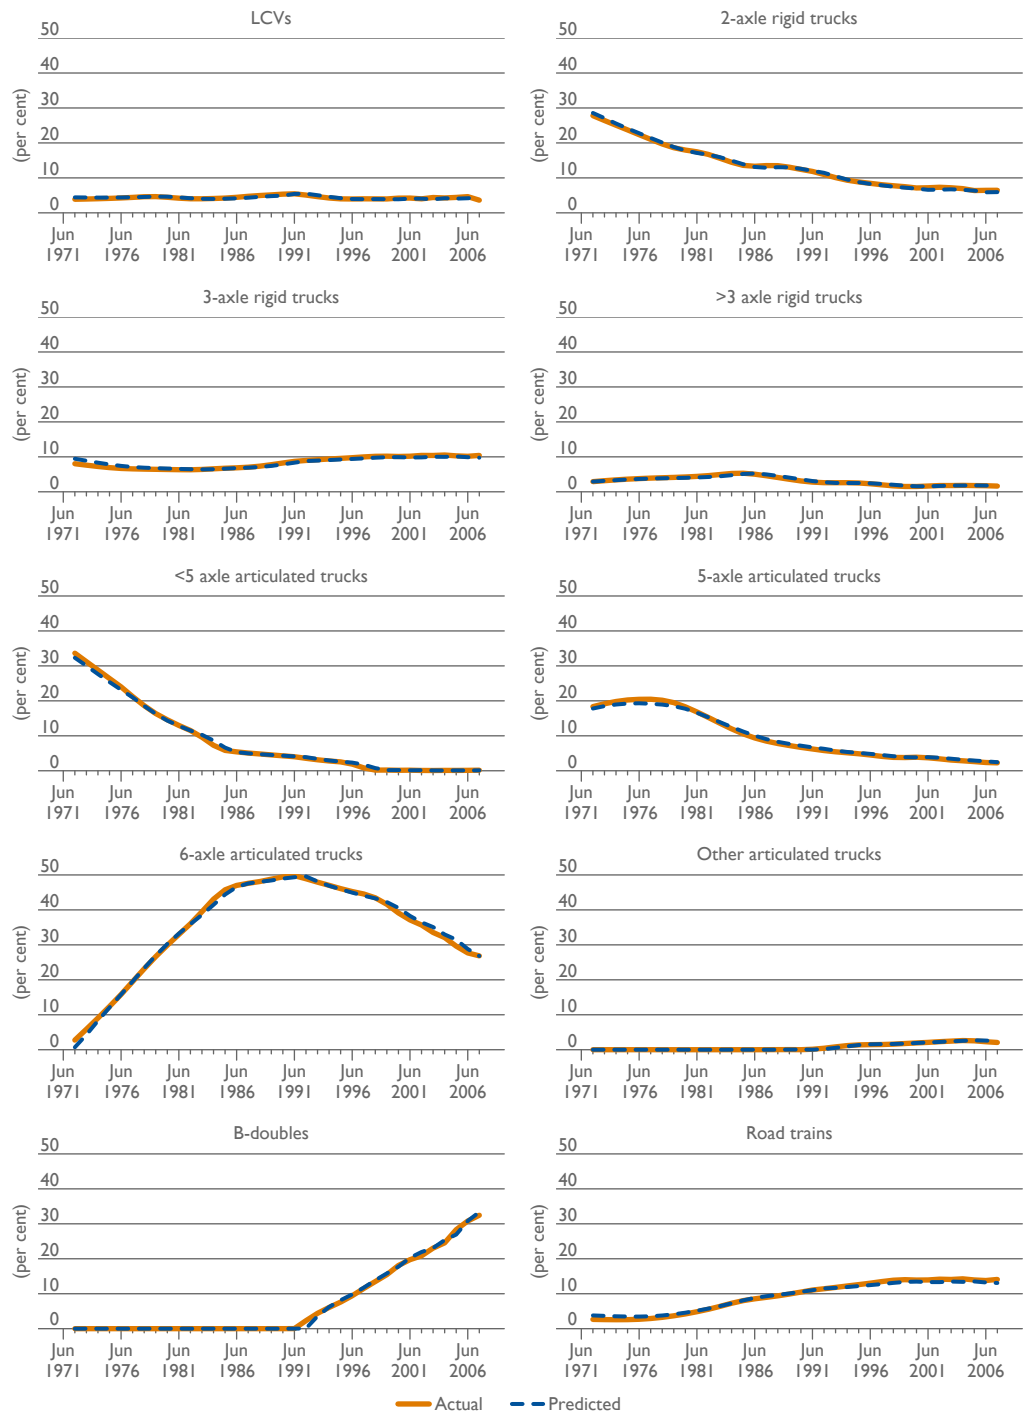 LCVs
50
40
30
20
10
0
(per cent)
Jun 1971
Jun 1976
Jun 1981
Jun 1986
Jun 1991
Jun 1996
Jun 2001
Jun 2006
2-axle rigid trucks
50
40
30
20
10
0
(per cent)
Jun 1971
Jun 1976
Jun 1981
Jun 1986
Jun 1991
Jun 1996
Jun 2001
Jun 2006
3-axle rigid trucks
50
40
30
20
10
0
(per cent)
Jun 1971
Jun 1976
Jun 1981
Jun 1986
Jun 1991
Jun 1996
Jun 2001
Jun 2006
>3 axle rigid trucks
50
40
30
20
10
0
(per cent)
Jun 1971
Jun 1976
Jun 1981
Jun 1986
Jun 1991
Jun 1996
Jun 2001
Jun 2006
<5 axle articulated trucks
50
40
30
20
10
0
(per cent)
Jun 1971
Jun 1976
Jun 1981
Jun 1986
Jun 1991
Jun 1996
Jun 2001
Jun 2006
5-axle articulated trucks
50
40
30
20
10
0
(per cent)
Jun 1971
Jun 1976
Jun 1981
Jun 1986
Jun 1991
Jun 1996
Jun 2001
Jun 2006
6-axle articulated trucks
50
40
30
20
10
0
(per cent)
Jun 1971
Jun 1976
Jun 1981
Jun 1986
Jun 1991
Jun 1996
Jun 2001
Jun 2006
Other articulated trucks
50
40
30
20
10
0
(per cent)
Jun 1971
Jun 1976
Jun 1981
Jun 1986
Jun 1991
Jun 1996
Jun 2001
Jun 2006
B-doubles
50
40
30
20
10
0
(per cent)
Jun 1971
Jun 1976
Jun 1981
Jun 1986
Jun 1991
Jun 1996
Jun 2001
Jun 2006
Road trains
50
40
30
20
10
0
(per cent)
Jun 1971
Jun 1976
Jun 1981
Jun 1986
Jun 1991
Jun 1996
Jun 2001
Jun 2006
Actual
Predicted